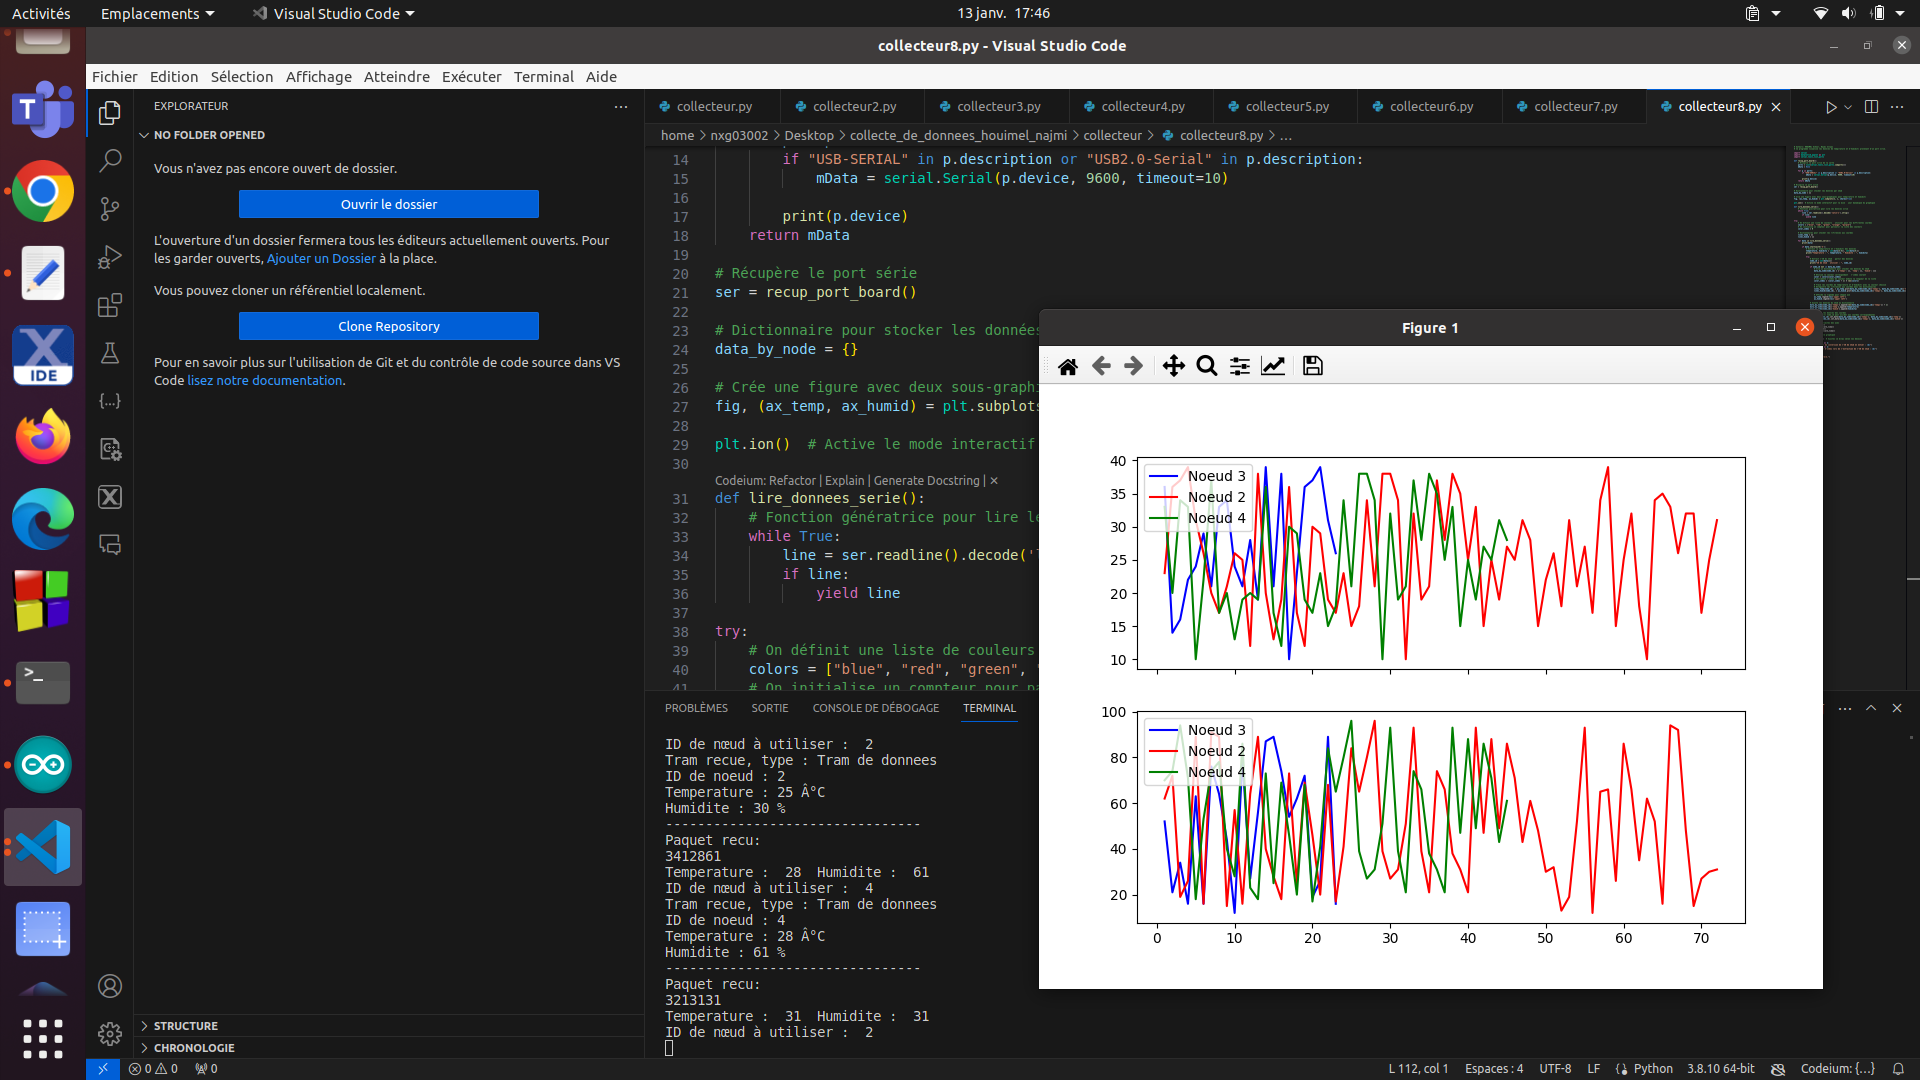 Activités
Emplacements
Visual Studio Code
13 janv. 17:46
collecteur8.py - Visual Studio Code
Fichier Edition Sélection Affichage Atteindre Exécuter Terminal Aide
EXPLORATEUR
NO FOLDER OPENED
Vous n'avez pas encore ouvert de dossier.
Ouvrir le dossier
L'ouverture d'un dossier fermera tous les éditeurs actuellement ouverts. Pour
les garder ouverts, Ajouter un Dossier à la place.
Vous pouvez cloner un référentiel localement.
Clone Repository
Pour en savoir plus sur l'utilisation de Git et du contrôle de code source dans VS
Code lisez notre documentation.
STRUCTURE
CHRONOLOGIE
collecteur.py collecteur2.py collecteur3.py collecteur4.py collecteur5.py collecteur6.py collecteur7.py collecteur8.py
home > nxg03002 > Desktop > collecte_de_donnees_houimel_najmi > collecteur > collecteur8.py > ...
14 if "USB-SERIAL" in p.description or "USB2.0-Serial" in p.description:
15 mData = serial.Serial(p.device, 9600, timeout=10)
16
17 print(p.device)
18 return mData
19
20 # Récupère le port série
21 ser = recup_port_board()
22
23 # Dictionnaire pour stocker les données
24 data_by_node = {}
25
26 # Crée une figure avec deux sous-graphi
27 fig, (ax_temp, ax_humid) = plt.subplots
28
29 plt.ion() # Active le mode interactif
30
Codeium: Refactor | Explain | Generate Docstring | ✕
31 def lire_donnees_serie():
32 # Fonction génératrice pour lire le
33 while True:
34 line = ser.readline().decode('
35 if line:
36 yield line
37
38 try:
39 # On définit une liste de couleurs
40 colors = ["blue", "red", "green", "
41 # On initialise un compteur pour pa
PROBLÈMES SORTIE CONSOLE DE DÉBOGAGE TERMINAL
ID de nœud à utiliser : 2
Tram recue, type : Tram de donnees
ID de noeud : 2
Temperature : 25 Â°C
Humidite : 30 %
--------------------------------
Paquet recu:
3412861
Temperature : 28 Humidite : 61
ID de nœud à utiliser : 4
Tram recue, type : Tram de donnees
ID de noeud : 4
Temperature : 28 Â°C
Humidite : 61 %
--------------------------------
Paquet recu:
3213131
Temperature : 31 Humidite : 31
ID de nœud à utiliser : 2
Figure 1
40
35
30
25
20
15
10
Noeud 3
Noeud 2
Noeud 4
100
80
60
40
20
Noeud 3
Noeud 2
Noeud 4
0 10 20 30 40 50 60 70
T
IDE
0 0 0
L 112, col 1 Espaces : 4 UTF-8 LF Python 3.8.10 64-bit Codeium: {...}